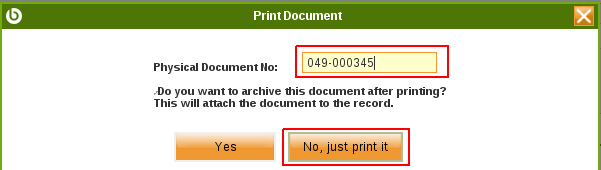 Print Document
Physical Document No: 049-000345
Do you want to archive this document after printing?
This will attach the document to the record.
Yes No, just print it